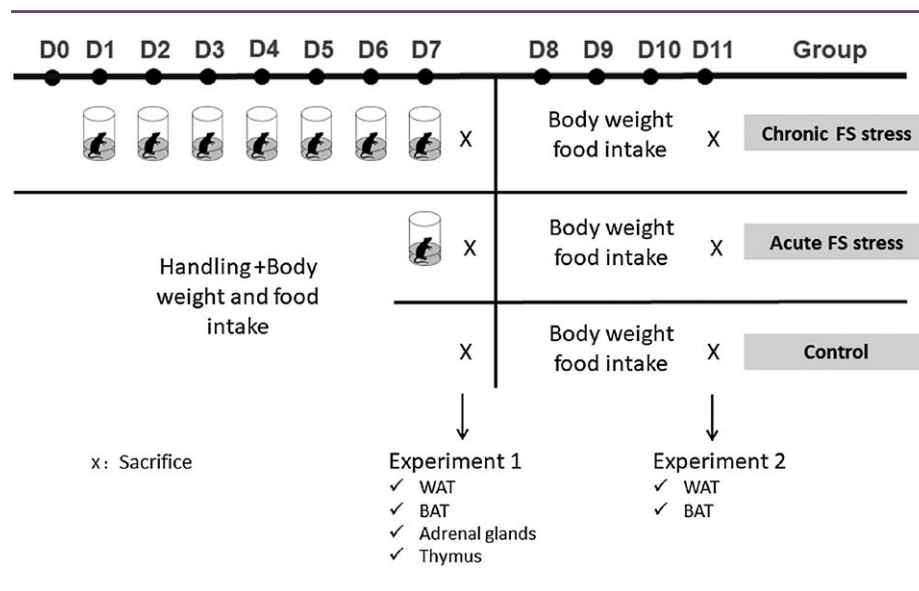 D0 D1 D2 D3 D4 D5 D6 D7 D8 D9 D10 D11 Group
X
Body weight
food intake
X
Chronic FS stress
Handling+Body
weight and food
intake
X
Body weight
food intake
X
Acute FS stress
X
Body weight
food intake
X
Control
x: Sacrifice
Experiment 1
✓ WAT
✓ BAT
✓ Adrenal glands
✓ Thymus
Experiment 2
✓ WAT
✓ BAT